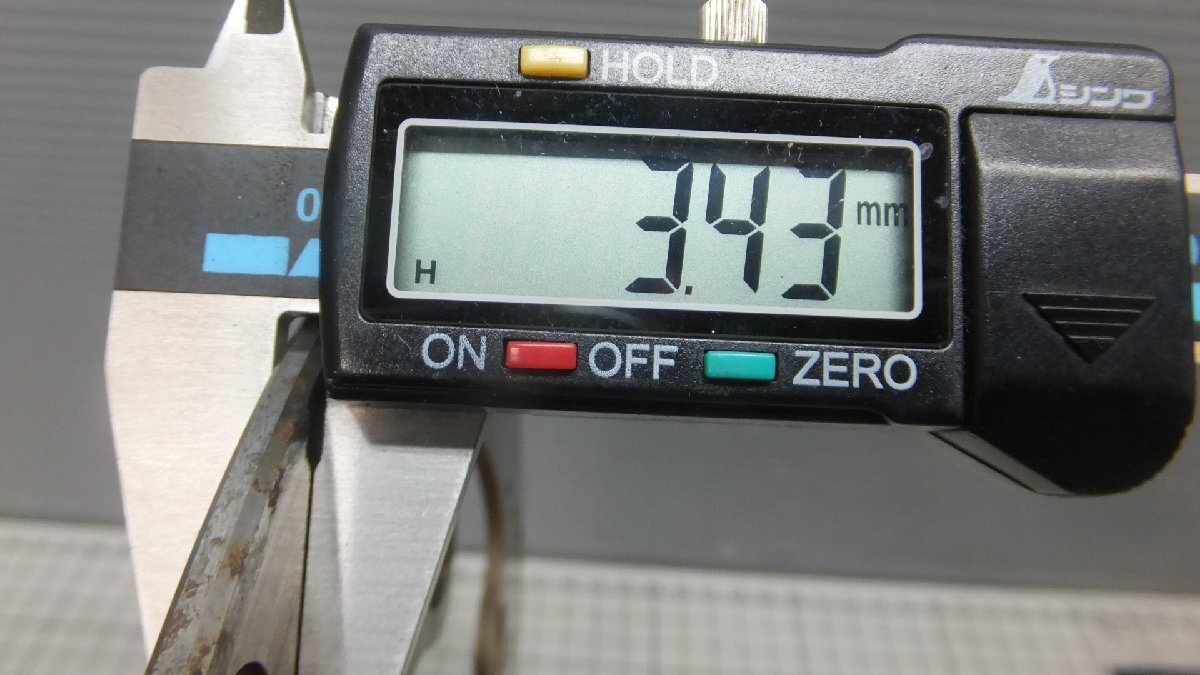 HOLD
シンワ
0
3.43 mm
H
ON OFF ZERO